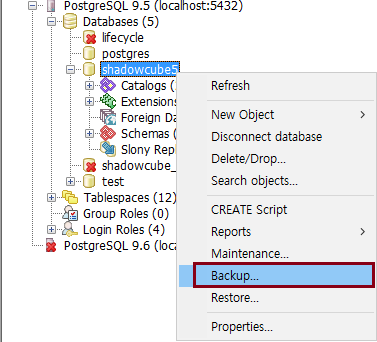 PostgreSQL 9.5 (localhost:5432)
Databases (5)
lifecycle
postgres
shadowcube5
Catalogs (
Extensions
Foreign Da
Schemas (
Slony Repl
shadowcube_
test
Tablespaces (12)
Group Roles (0)
Login Roles (4)
PostgreSQL 9.6 (loca
Refresh
New Object
Disconnect database
Delete/Drop...
Search objects...
CREATE Script
Reports
Maintenance...
Backup...
Restore...
Properties...